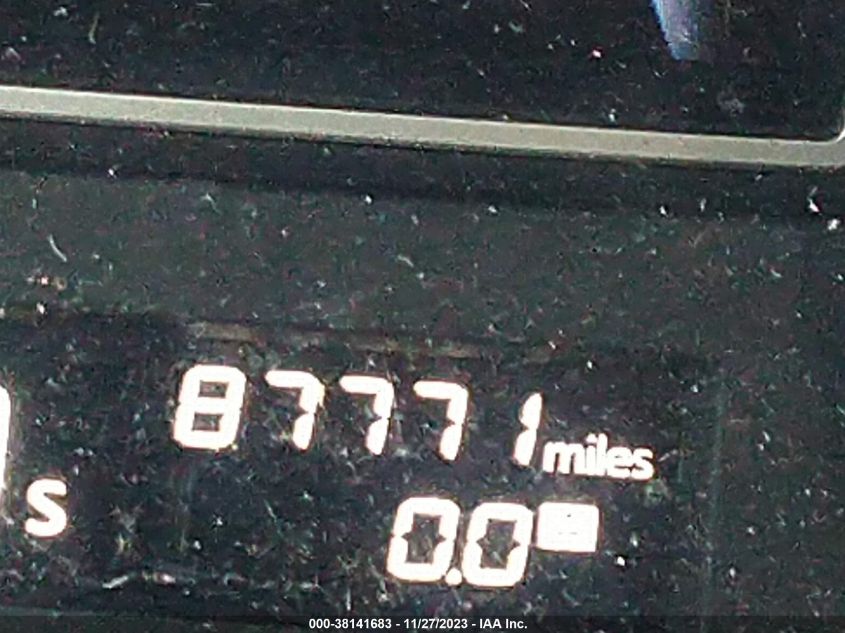 87771 miles
s
0.0
000-38141683 - 11/27/2023 - IAA Inc.